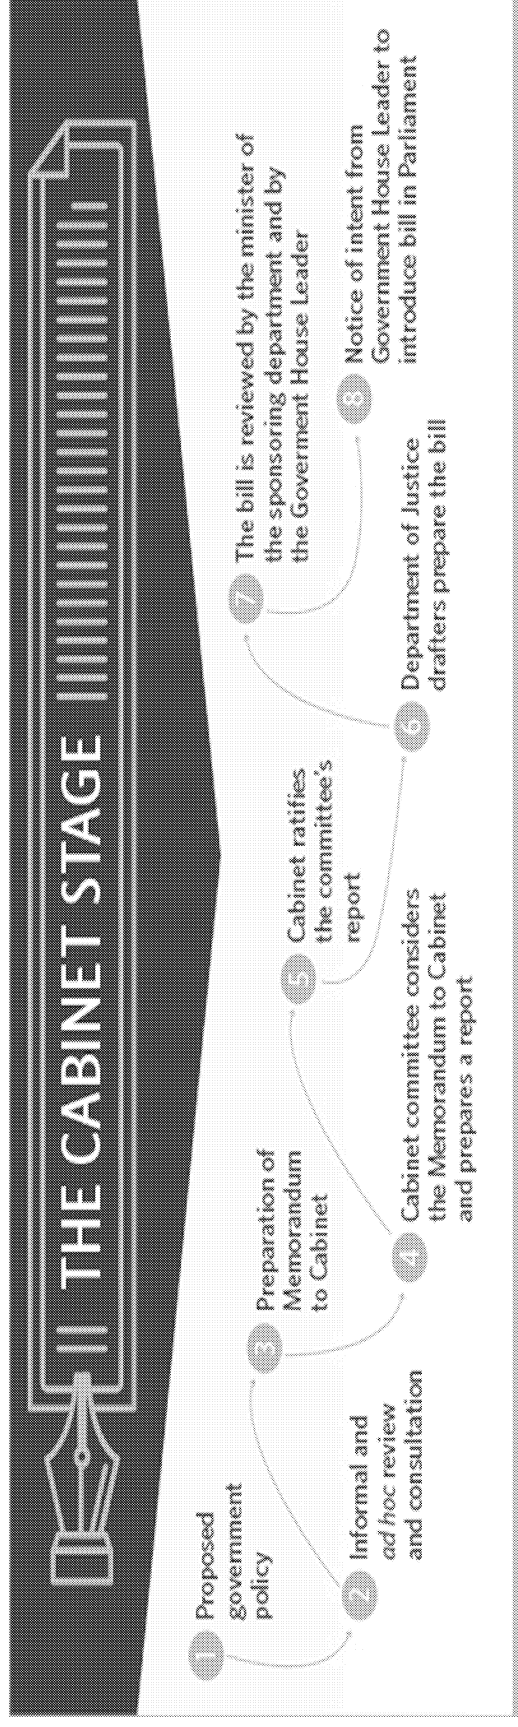 THE CABINET STAGE
1
Proposed
government
policy
2
Informal and
ad hoc review
and consultation
3
Preparation of
Memorandum
to Cabinet
4
Cabinet committee considers
the Memorandum to Cabinet
and prepares a report
5
Cabinet ratifies
the committee's
report
6
Department of Justice
drafters prepare the bill
7
The bill is reviewed by the minister of
the sponsoring department and by
the Goverment House Leader
8
Notice of intent from
Government House Leader to
introduce bill in Parliament